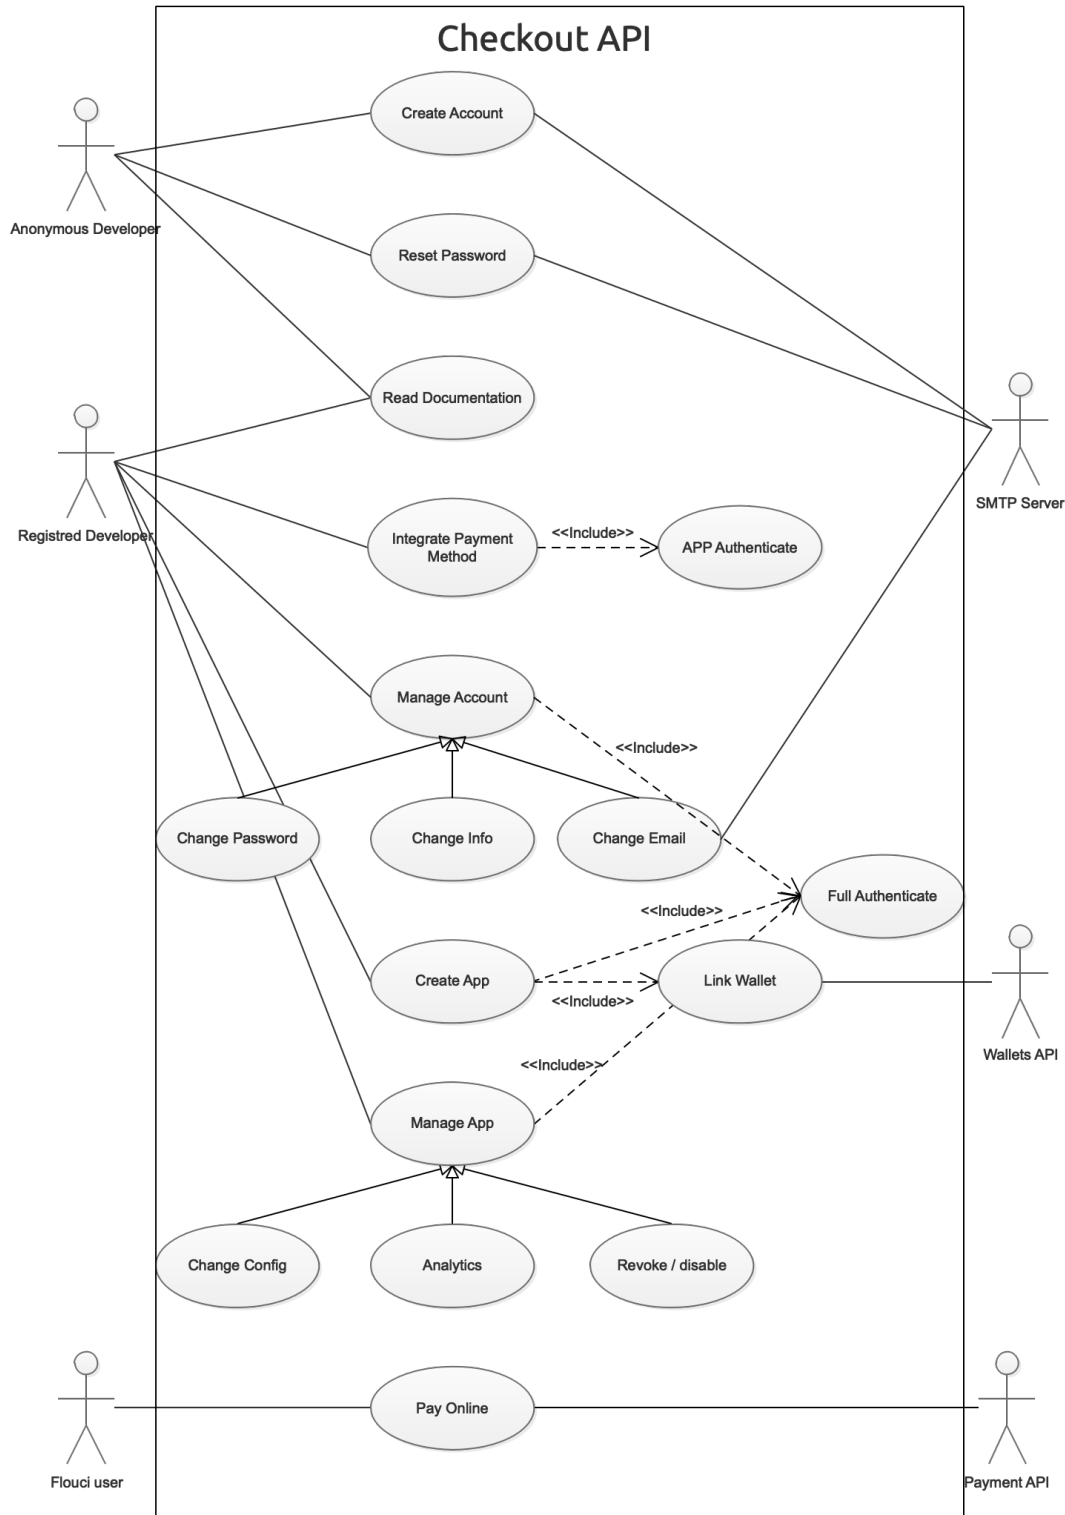 Checkout API
Create Account
Anonymous Developer
Reset Password
Read Documentation
Registred Developer
SMTP Server
Integrate Payment
Method
<<Include>>
APP Authenticate
Manage Account
<<Include>>
Change Password
Change Info
Change Email
Full Authenticate
<<Include>>
Create App
<<Include>>
Link Wallet
Wallets API
<<Include>>
Manage App
Change Config
Analytics
Revoke / disable
Pay Online
Flouci user
Payment API